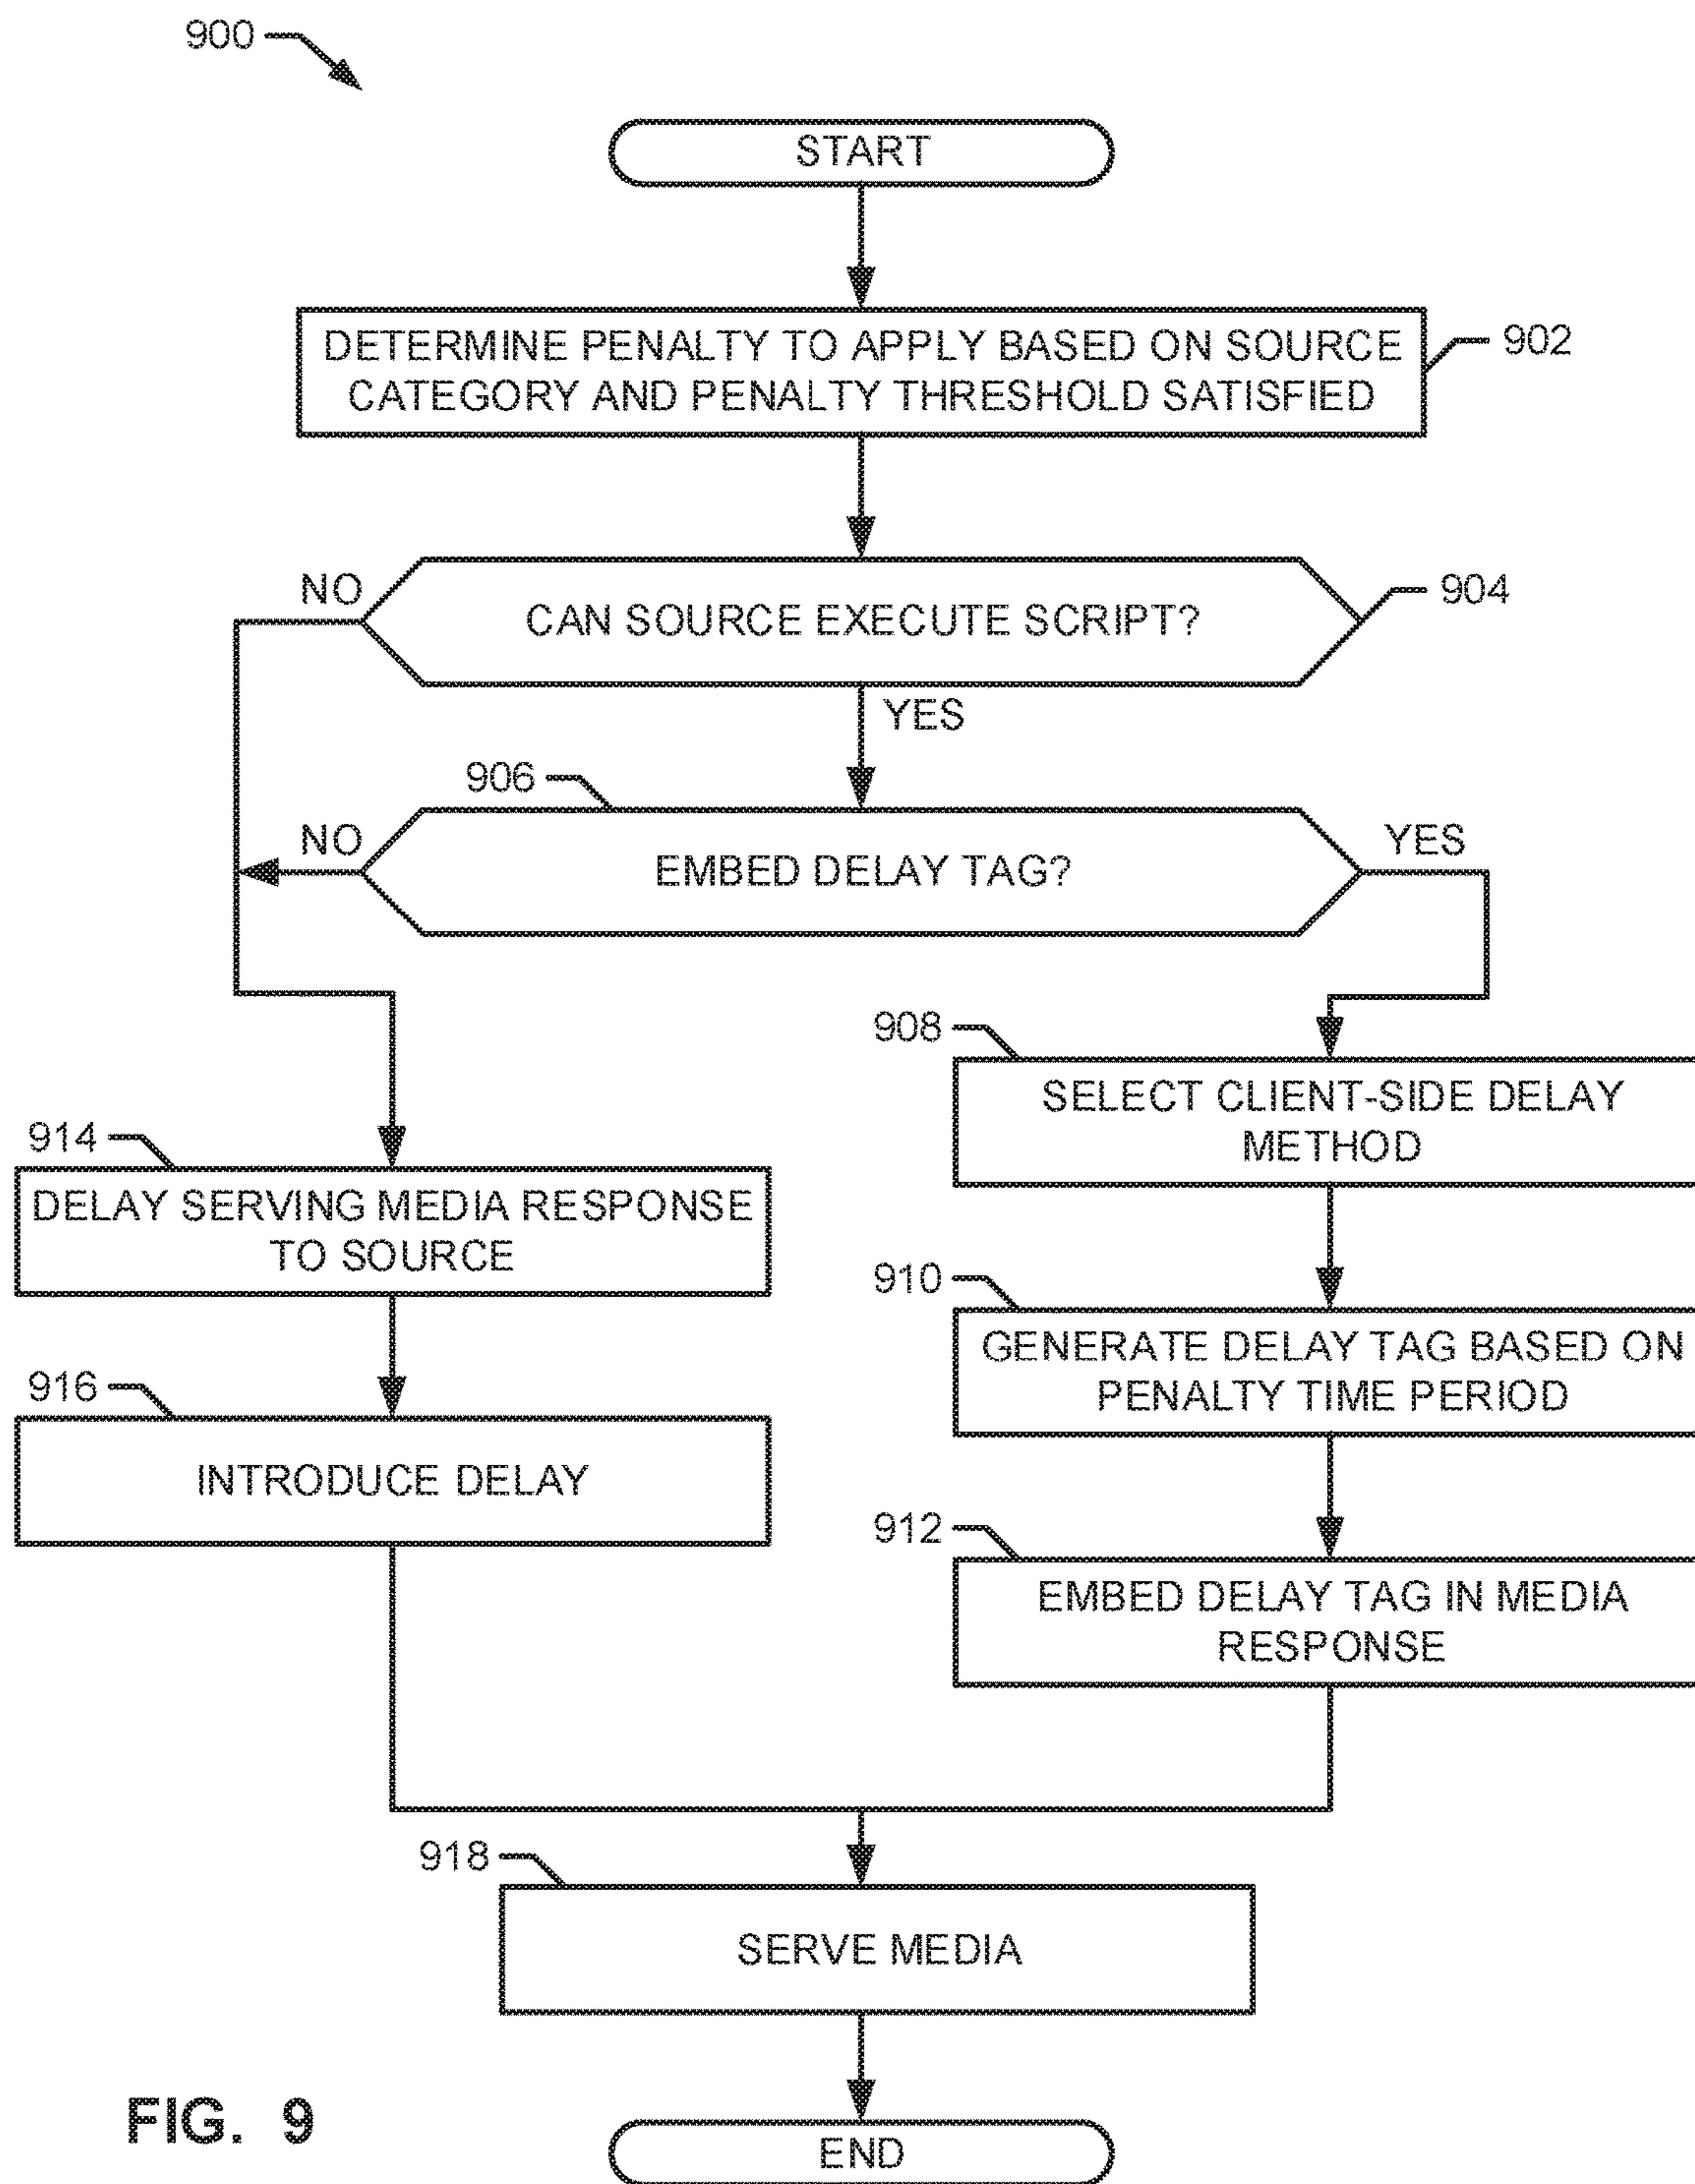 900
START
DETERMINE PENALTY TO APPLY BASED ON SOURCE
CATEGORY AND PENALTY THRESHOLD SATISFIED
902
NO
CAN SOURCE EXECUTE SCRIPT?
904
YES
906
NO
EMBED DELAY TAG?
YES
908
SELECT CLIENT-SIDE DELAY
METHOD
914
DELAY SERVING MEDIA RESPONSE
TO SOURCE
910
GENERATE DELAY TAG BASED ON
PENALTY TIME PERIOD
916
INTRODUCE DELAY
912
EMBED DELAY TAG IN MEDIA
RESPONSE
918
SERVE MEDIA
FIG. 9
END